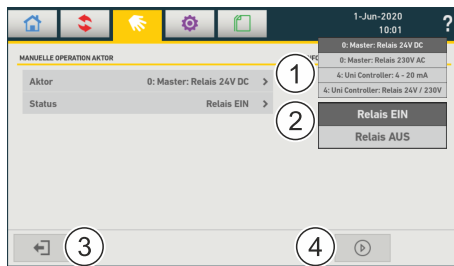 1-Jun-2020
10:01
?
MANUELLE OPERATION AKTOR
Aktor
0: Master: Relais 24V DC >
Status
Relais EIN >
1
0: Master: Relais 24V DC
0: Master: Relais 230V AC
4: Uni Controller: 4 - 20 mA
4: Uni Controller: Relais 24V / 230V
2
Relais EIN
Relais AUS
3
4